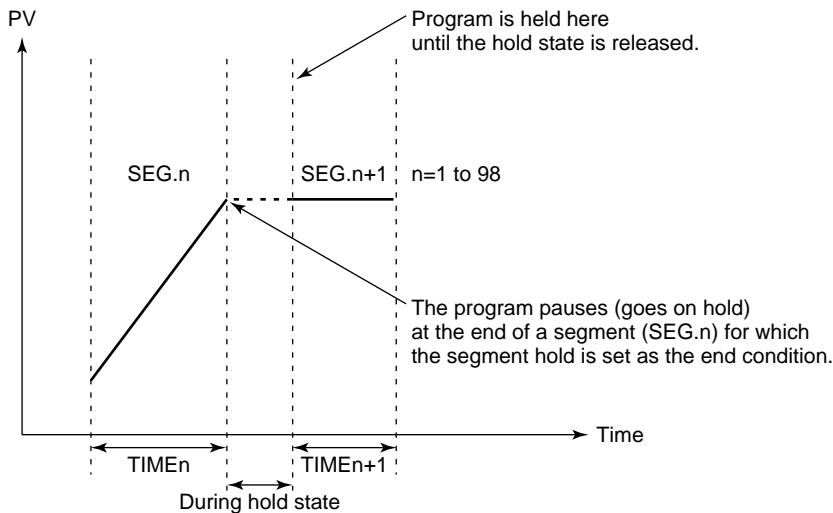 PV
Program is held here
until the hold state is released.
SEG.n
SEG.n+1
n=1 to 98
The program pauses (goes on hold)
at the end of a segment (SEG.n) for which
the segment hold is set as the end condition.
Time
TIMEn
TIMEn+1
During hold state